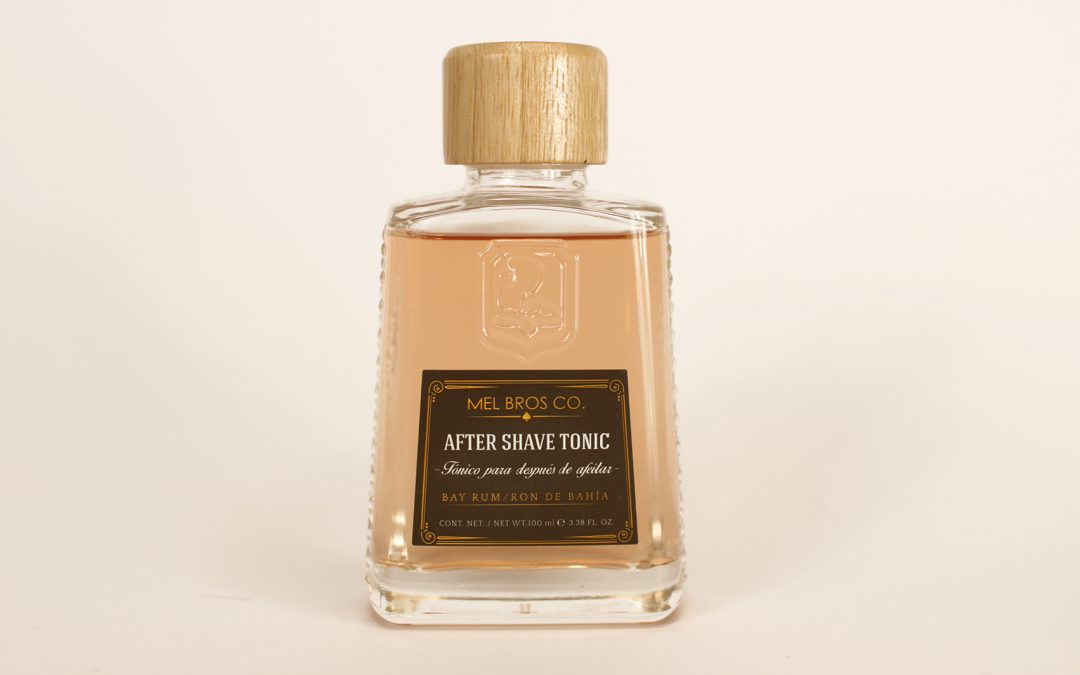 MEL BROS CO.
AFTER SHAVE TONIC
-Tónico para después de afeitar-
BAY RUM/RON DE BAHÍA
CONT. NET. / NET WT 100 ml ℮ 3.38 FL. OZ.